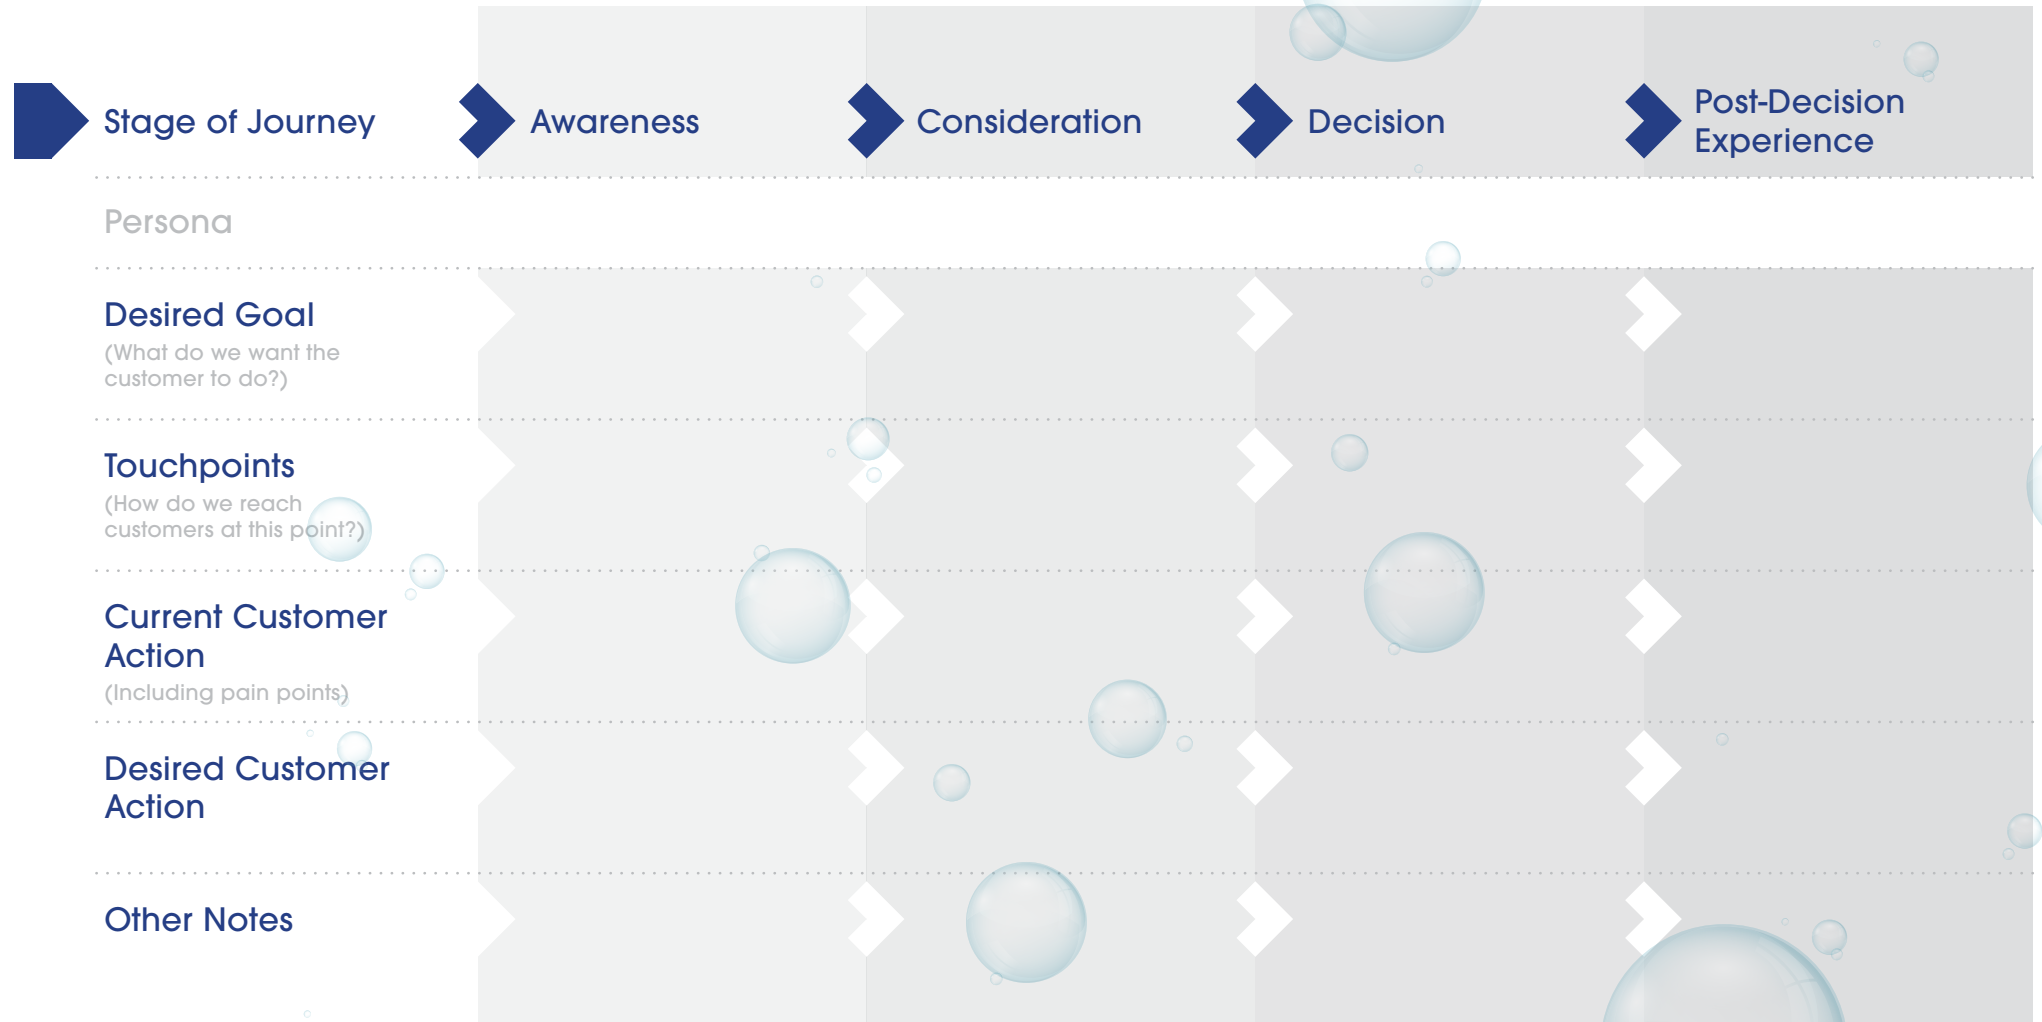 Stage of Journey
Awareness
Consideration
Decision
Post-Decision
Experience
Persona
Desired Goal
(What do we want the
customer to do?)
Touchpoints
(How do we reach
customers at this point?)
Current Customer
Action
(Including pain points)
Desired Customer
Action
Other Notes